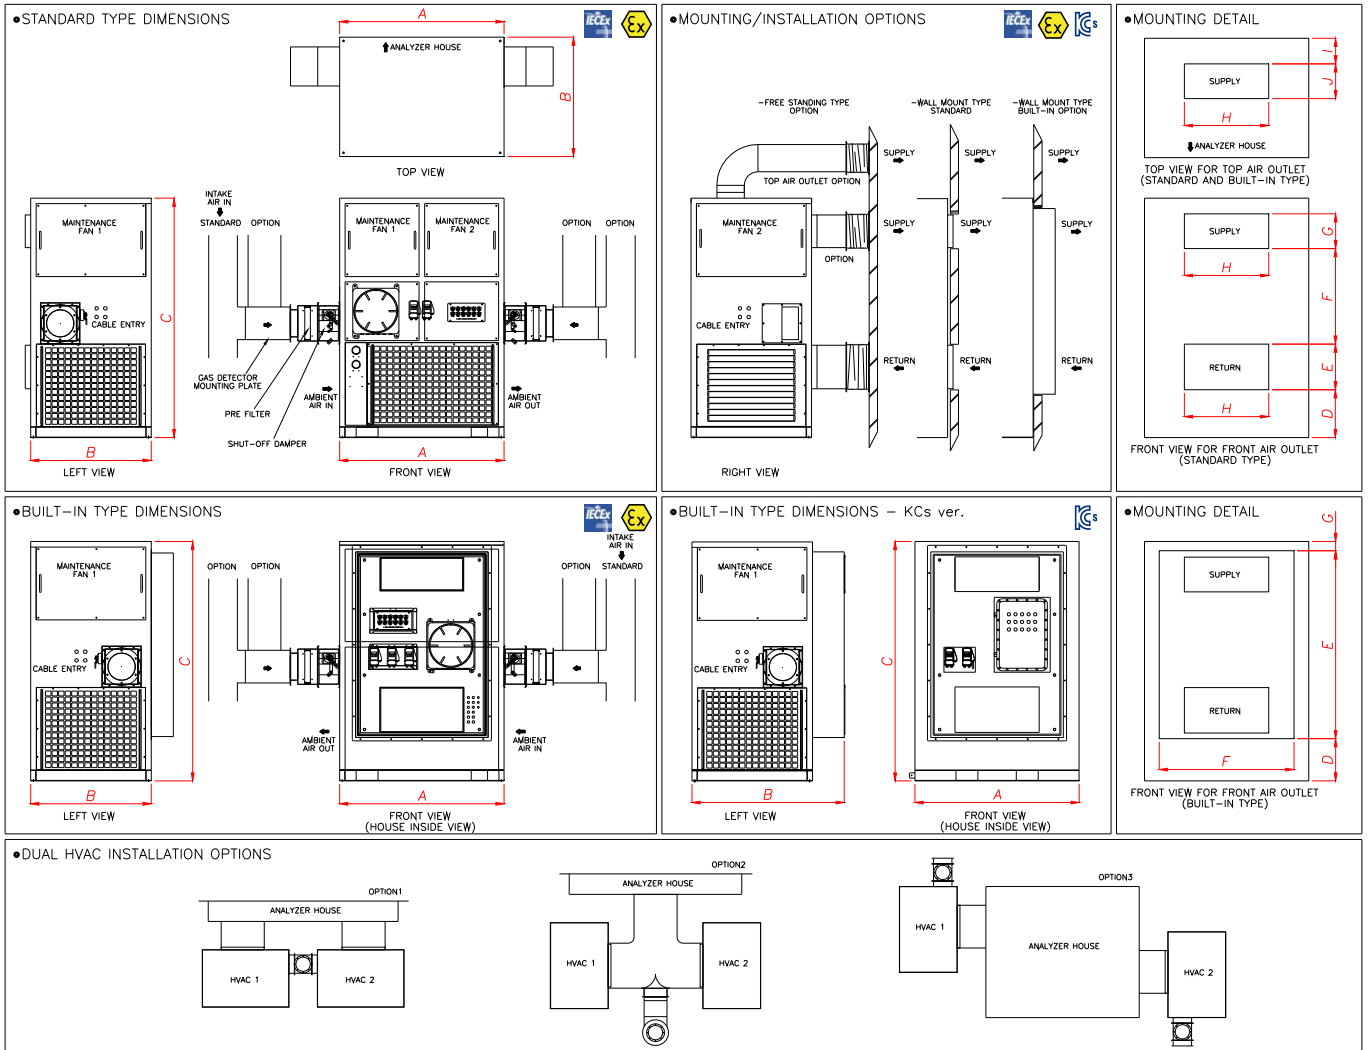 STANDARD TYPE DIMENSIONS
IECEx
Ex
A
ANALYZER HOUSE
B
TOP VIEW
INTAKE
AIR IN
STANDARD
OPTION
OPTION
OPTION
MAINTENANCE
FAN 1
MAINTENANCE
FAN 1
MAINTENANCE
FAN 2
C
CABLE ENTRY
GAS DETECTOR
MOUNTING PLATE
PRE FILTER
SHUT-OFF DAMPER
AMBIENT
AIR IN
AMBIENT
AIR OUT
B
A
LEFT VIEW
FRONT VIEW
MOUNTING/INSTALLATION OPTIONS
IECEx
Ex
KCs
-FREE STANDING TYPE
OPTION
-WALL MOUNT TYPE
STANDARD
-WALL MOUNT TYPE
BUILT-IN OPTION
SUPPLY
SUPPLY
SUPPLY
TOP AIR OUTLET OPTION
MAINTENANCE
FAN 2
SUPPLY
SUPPLY
SUPPLY
OPTION
CABLE ENTRY
RETURN
RETURN
RETURN
RIGHT VIEW
MOUNTING DETAIL
I
SUPPLY
J
H
ANALYZER HOUSE
TOP VIEW FOR TOP AIR OUTLET
(STANDARD AND BUILT-IN TYPE)
SUPPLY
G
H
F
RETURN
E
H
D
FRONT VIEW FOR FRONT AIR OUTLET
(STANDARD TYPE)
BUILT-IN TYPE DIMENSIONS
IECEx
Ex
INTAKE
AIR IN
OPTION
OPTION
OPTION
STANDARD
MAINTENANCE
FAN 1
C
CABLE ENTRY
AMBIENT
AIR OUT
AMBIENT
AIR IN
B
A
LEFT VIEW
FRONT VIEW
(HOUSE INSIDE VIEW)
BUILT-IN TYPE DIMENSIONS - KCs ver.
KCs
MAINTENANCE
FAN 1
CABLE ENTRY
C
B
A
LEFT VIEW
FRONT VIEW
(HOUSE INSIDE VIEW)
MOUNTING DETAIL
G
SUPPLY
E
RETURN
F
D
FRONT VIEW FOR FRONT AIR OUTLET
(BUILT-IN TYPE)
DUAL HVAC INSTALLATION OPTIONS
OPTION1
ANALYZER HOUSE
HVAC 1
HVAC 2
OPTION2
ANALYZER HOUSE
HVAC 1
HVAC 2
OPTION3
HVAC 1
ANALYZER HOUSE
HVAC 2